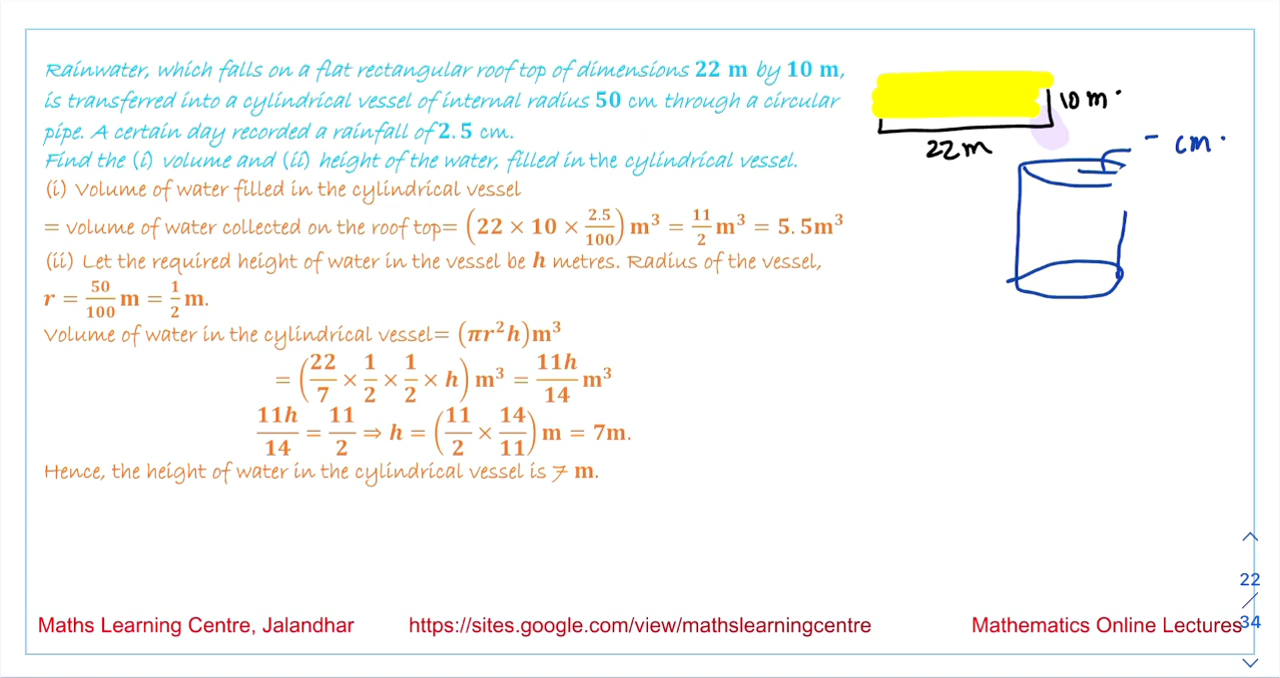 Rainwater, which falls on a flat rectangular roof top of dimensions 22 m by 10 m,
is transferred into a cylindrical vessel of internal radius 50 cm through a circular
pipe. A certain day recorded a rainfall of 2.5 cm.
Find the (i) volume and (ii) height of the water, filled in the cylindrical vessel.
(i) Volume of water filled in the cylindrical vessel
= volume of water collected on the roof top= (22 × 10 × 2.5/100) m³ = 11/2 m³ = 5.5m³
(ii) Let the required height of water in the vessel be h metres. Radius of the vessel,
r = 50/100 m = 1/2 m.
Volume of water in the cylindrical vessel= (πr²h)m³
= (22/7 × 1/2 × 1/2 × h) m³ = 11h/14 m³
11h/14 = 11/2 ⇒ h = (11/2 × 14/11) m = 7m.
Hence, the height of water in the cylindrical vessel is 7 m.
10 m.
22 m
- cm.
22
/
34
Maths Learning Centre, Jalandhar https://sites.google.com/view/mathslearningcentre Mathematics Online Lectures